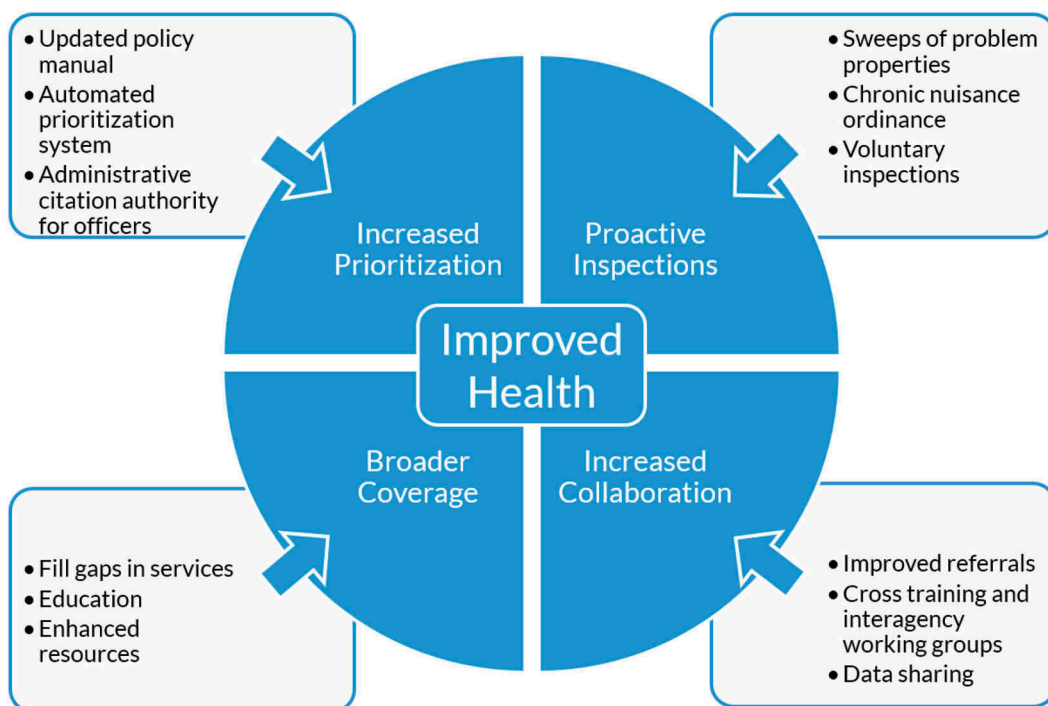 • Updated policy
manual
• Automated
prioritization
system
• Administrative
citation authority
for officers
• Sweeps of problem
properties
• Chronic nuisance
ordinance
• Voluntary
inspections
Increased
Prioritization
Proactive
Inspections
Improved
Health
Broader
Coverage
Increased
Collaboration
• Fill gaps in services
• Education
• Enhanced
resources
• Improved referrals
• Cross training and
interagency
working groups
• Data sharing